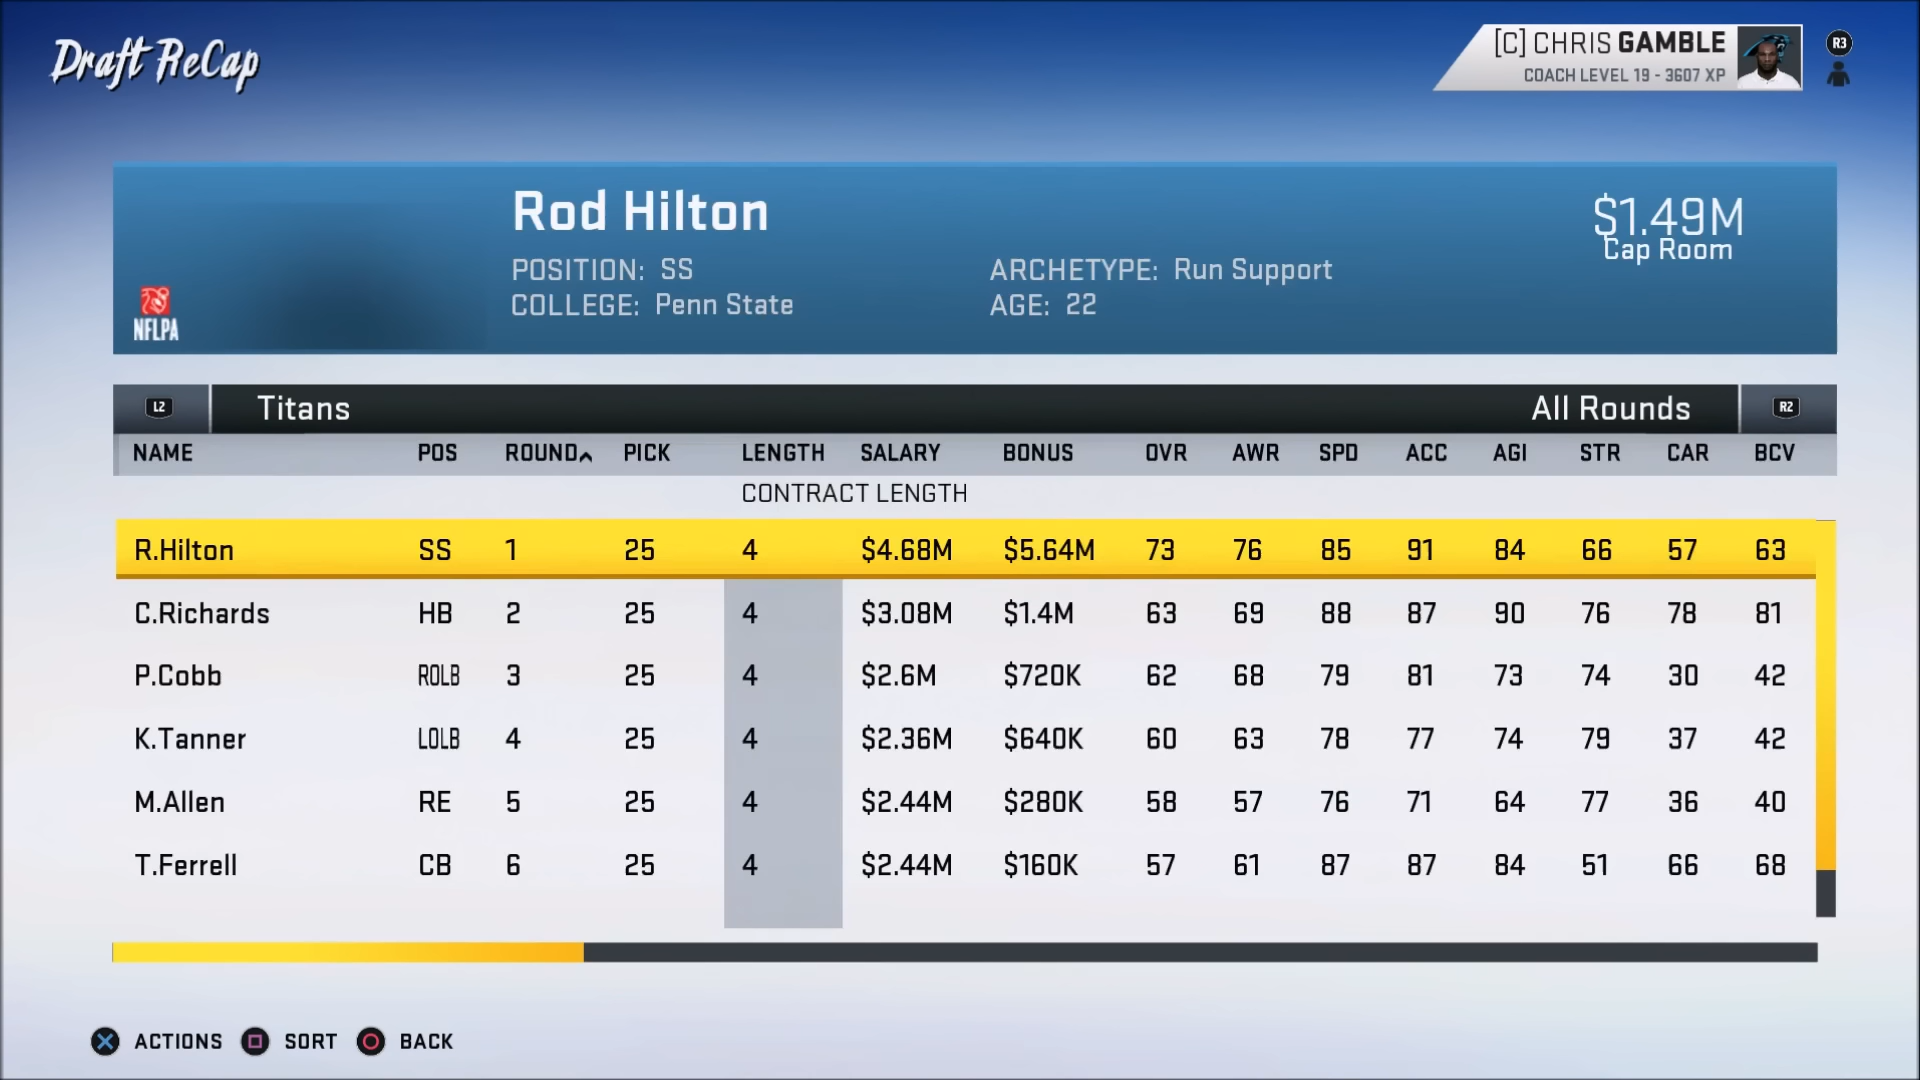 Draft ReCap
[C] CHRIS GAMBLE
COACH LEVEL 19 - 3607 XP
R3
Rod Hilton
POSITION: SS
COLLEGE: Penn State
ARCHETYPE: Run Support
AGE: 22
$1.49M
Cap Room
NFLPA
L2 Titans All Rounds R2
NAME POS ROUND PICK LENGTH SALARY BONUS OVR AWR SPD ACC AGI STR CAR BCV
CONTRACT LENGTH
R.Hilton SS 1 25 4 $4.68M $5.64M 73 76 85 91 84 66 57 63
C.Richards HB 2 25 4 $3.08M $1.4M 63 69 88 87 90 76 78 81
P.Cobb ROLB 3 25 4 $2.6M $720K 62 68 79 81 73 74 30 42
K.Tanner LOLB 4 25 4 $2.36M $640K 60 63 78 77 74 79 37 42
M.Allen RE 5 25 4 $2.44M $280K 58 57 76 71 64 77 36 40
T.Ferrell CB 6 25 4 $2.44M $160K 57 61 87 87 84 51 66 68
ACTIONS SORT BACK